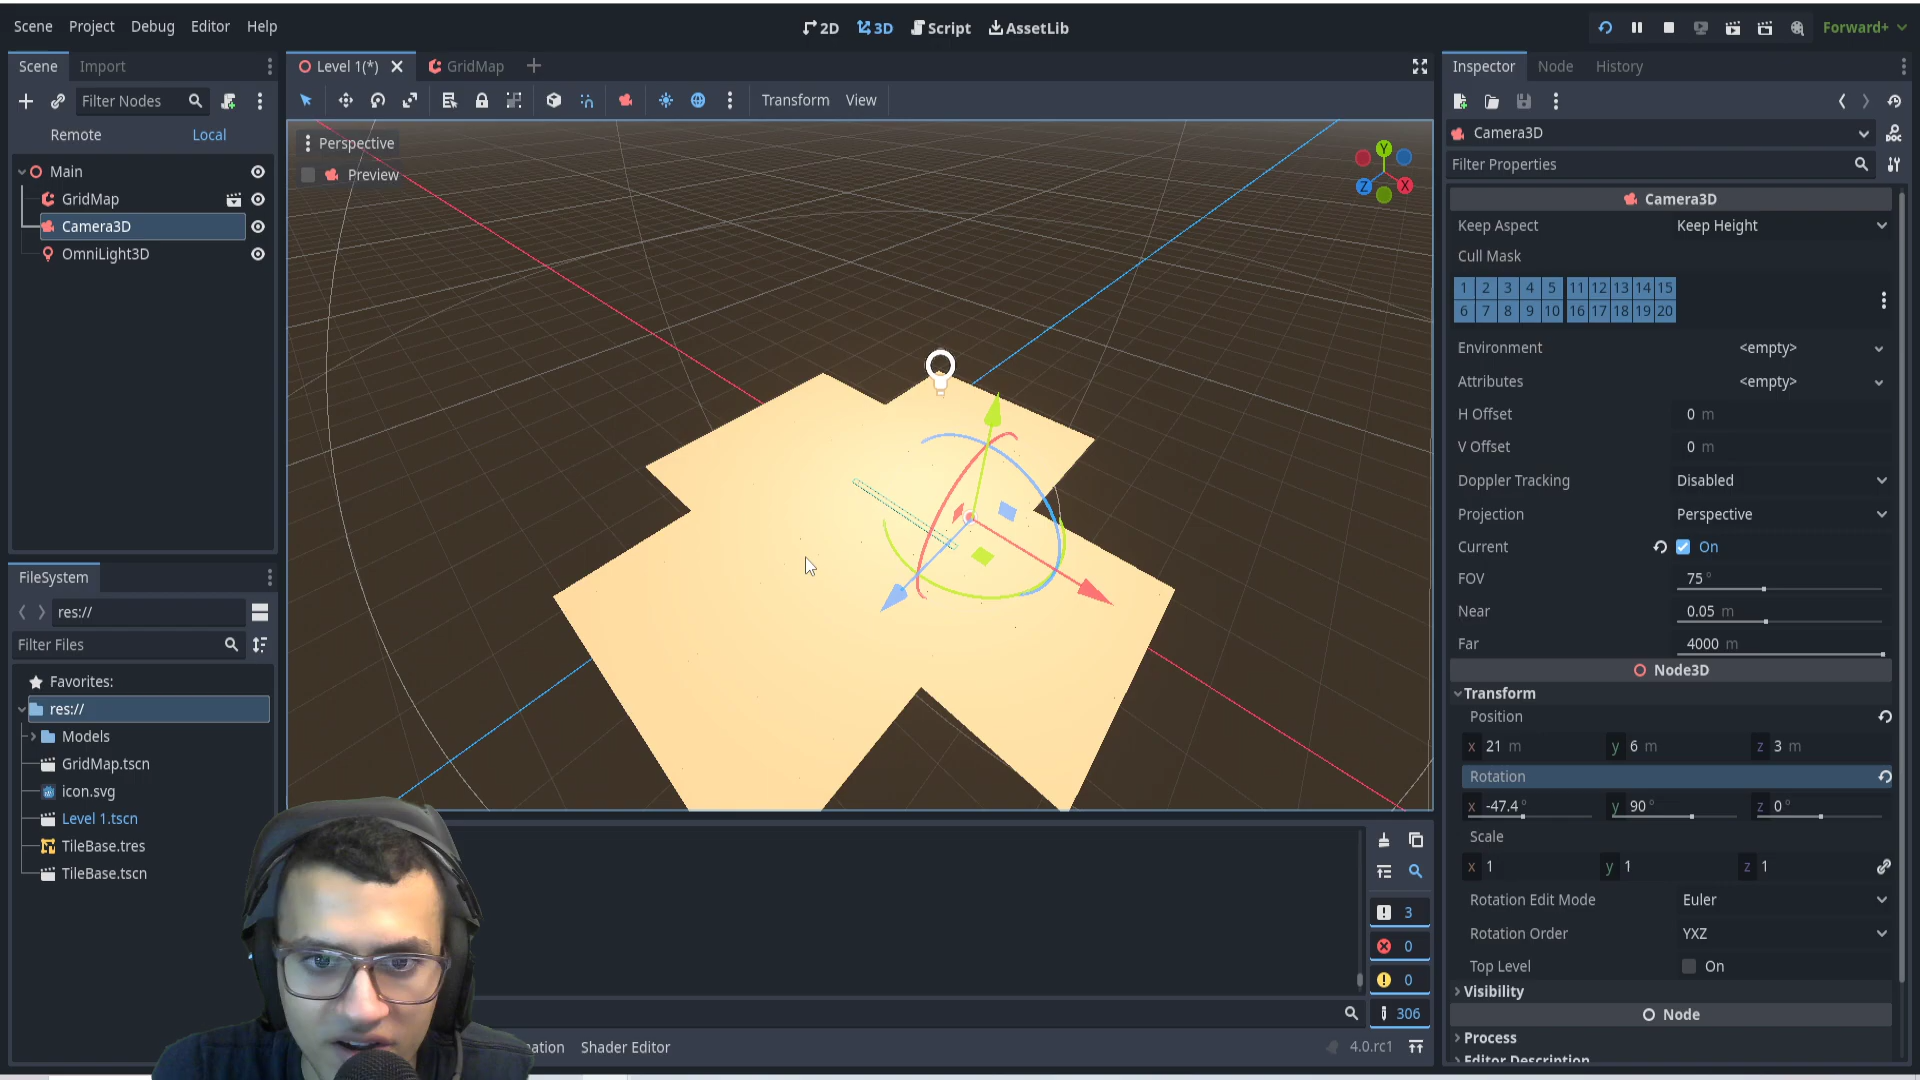 Scene Project Debug Editor Help
2D 3D Script AssetLib
Forward+
Scene Import
Filter Nodes
Remote Local
Main
GridMap
Camera3D
OmniLight3D
FileSystem
res://
Filter Files
Favorites:
res://
Models
GridMap.tscn
icon.svg
Level 1.tscn
TileBase.tres
TileBase.tscn
Level 1(*) GridMap
Transform View
Perspective
Preview
Y
Z X
3
0
0
306
ation Shader Editor 4.0.rc1
Inspector Node History
Camera3D
Filter Properties
Camera3D
Keep Aspect Keep Height
Cull Mask
1 2 3 4 5 11 12 13 14 15
6 7 8 9 10 16 17 18 19 20
Environment <empty>
Attributes <empty>
H Offset 0 m
V Offset 0 m
Doppler Tracking Disabled
Projection Perspective
Current On
FOV 75 °
Near 0.05 m
Far 4000 m
Node3D
Transform
Position
x 21 m y 6 m z 3 m
Rotation
x -47.4 ° y 90 ° z 0 °
Scale
x 1 y 1 z 1
Rotation Edit Mode Euler
Rotation Order YXZ
Top Level On
Visibility
Node
Process
Editor Description